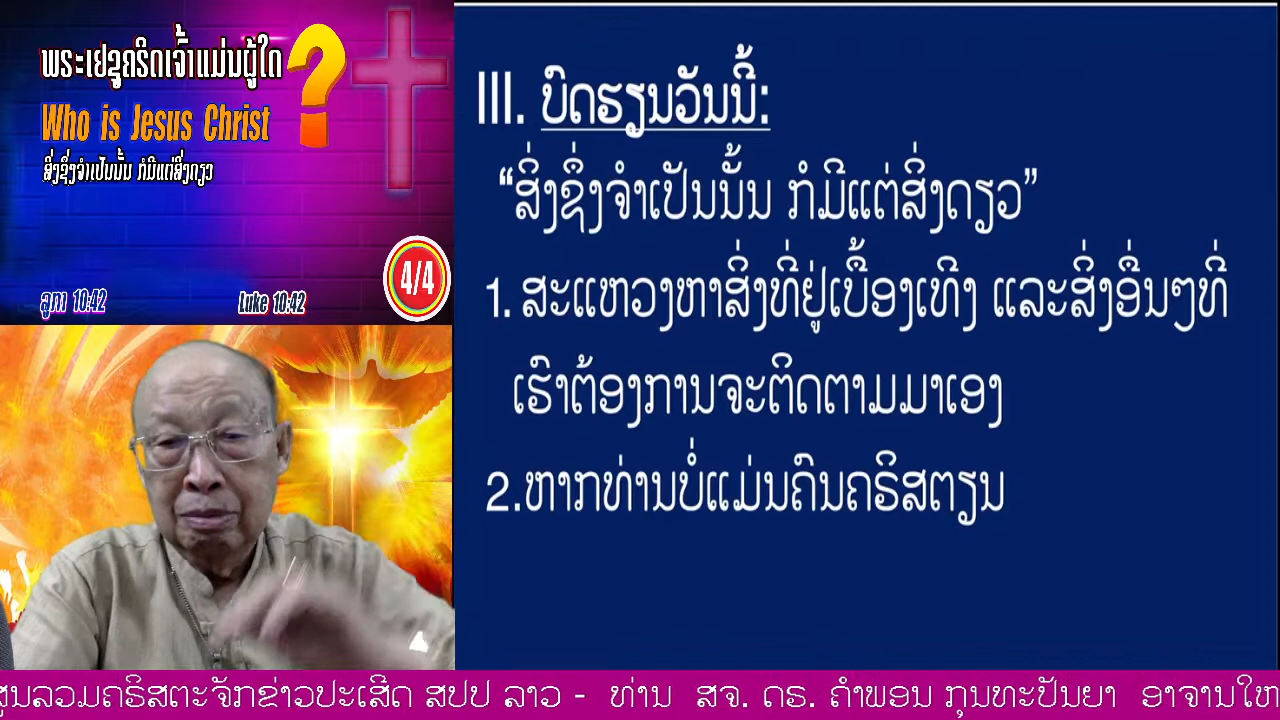 ພຣະເຢຊູຄຣິດເຈົ້າແມ່ນຜູ້ໃດ
?
Who is Jesus Christ
ສິ່ງຊຶ່ງຈຳເປັນນັ້ນ ກໍມີແຕ່ສິ່ງດຽວ
4/4
ລູກາ 10:42
Luke 10:42
III. ບົດຮຽນວັນນີ້:
“ສິ່ງຊຶ່ງຈຳເປັນນັ້ນ ກໍມີແຕ່ສິ່ງດຽວ”
1. ສະແຫວງຫາສິ່ງທີ່ຢູ່ເບື້ອງເທີງ ແລະສິ່ງອື່ນໆທີ່
ເຮົາຕ້ອງການຈະຕິດຕາມມາເອງ
2.ຫາກທ່ານບໍ່ແມ່ນຄົນຄຣິສຕຽນ
ສູນລວມຄຣິສຕະຈັກຂ່າວປະເສີດ ສປປ ລາວ - ທ່ານ ສຈ. ດຣ. ຄຳພອນ ກຸນທະປັນຍາ ອາຈານໃຫ